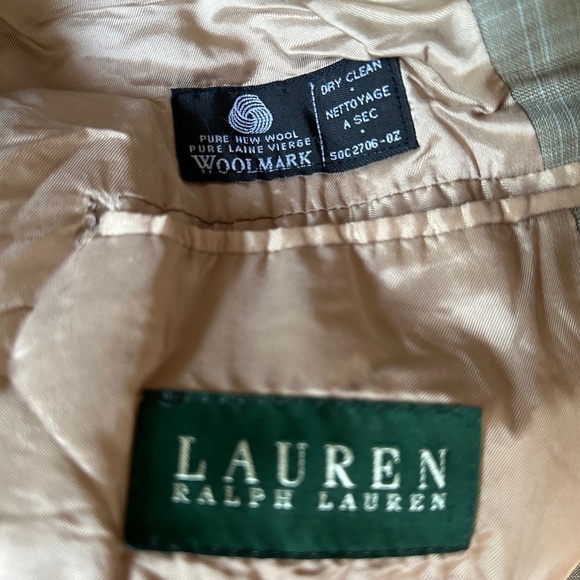 PURE NEW WOOL
PURE LAINE VIERGE
WOOLMARK
DRY CLEAN
•
NETTOYAGE
A SEC
•
50C2706-0Z
LAUREN
RALPH LAUREN